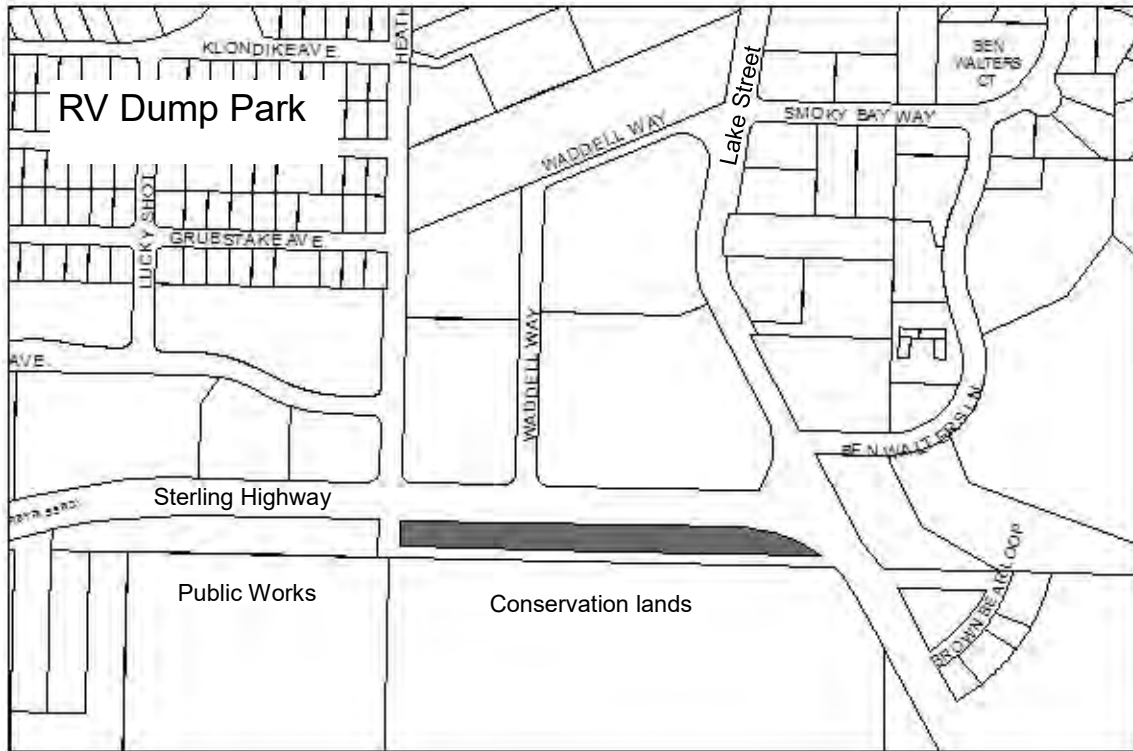 KLONDIKE AVE.
HEATH
RV Dump Park
Lake Street
BEN
WALTERS
CT
SMOKY BAY WAY
WADDELL WAY
LUCKY SHOT
GRUBSTAKE AVE.
WADDELL WAY
AVE.
BEN WALTERS LN
Sterling Highway
BROWN BEAR LOOP
Public Works
Conservation lands